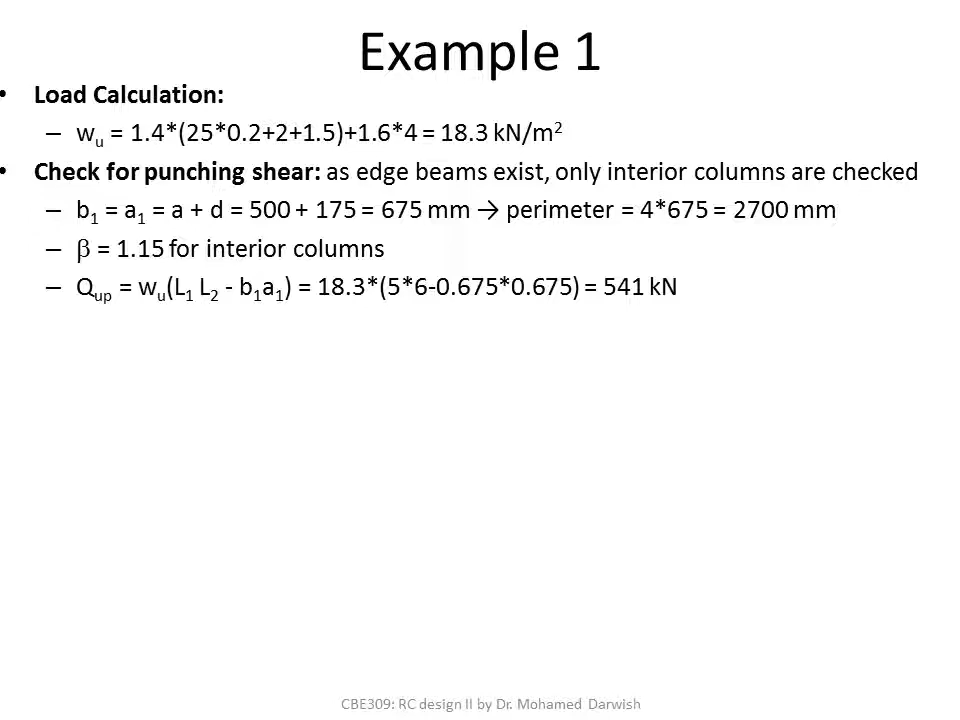 Example 1
• Load Calculation:
– wu = 1.4*(25*0.2+2+1.5)+1.6*4 = 18.3 kN/m²
• Check for punching shear: as edge beams exist, only interior columns are checked
– b1 = a1 = a + d = 500 + 175 = 675 mm → perimeter = 4*675 = 2700 mm
– β = 1.15 for interior columns
– Qup = wu(L1 L2 - b1a1) = 18.3*(5*6-0.675*0.675) = 541 kN
CBE309: RC design II by Dr. Mohamed Darwish